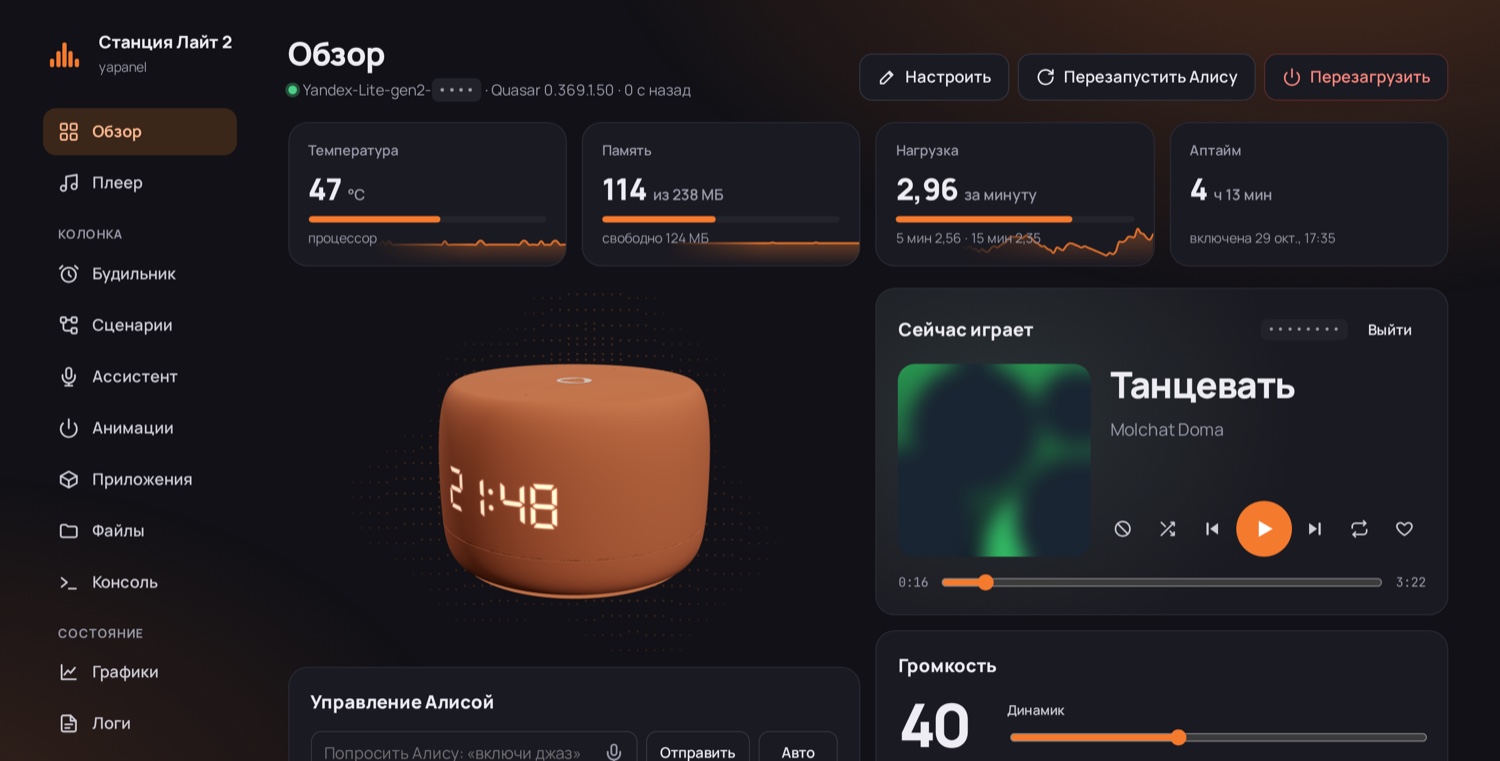 Станция Лайт 2
yapanel
Обзор
Плеер
КОЛОНКА
Будильник
Сценарии
Ассистент
Анимации
Приложения
Файлы
Консоль
СОСТОЯНИЕ
Графики
Логи
Обзор
Yandex-Lite-gen2-•••• · Quasar 0.369.1.50 · 0 с назад
Настроить
Перезапустить Алису
Перезагрузить
Температура
47 °C
процессор
Память
114 из 238 МБ
свободно 124 МБ
Нагрузка
2,96 за минуту
5 мин 2,56 · 15 мин 2,35
Аптайм
4 ч 13 мин
включена 29 окт., 17:35
21:48
Управление Алисой
Попросить Алису: «включи джаз»
Отправить
Авто
Сейчас играет
••••••••
Выйти
Танцевать
Molchat Doma
0:16
3:22
Громкость
40
Динамик